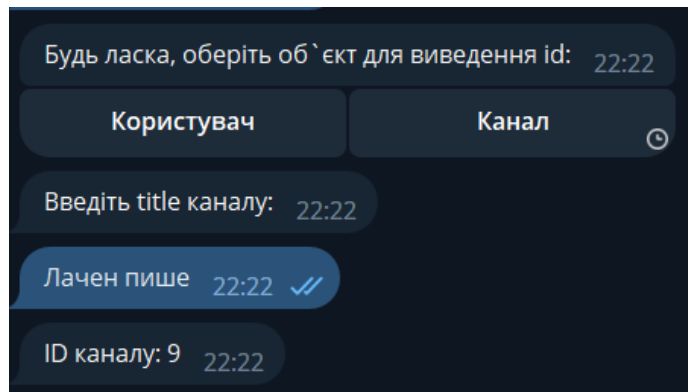 Будь ласка, оберіть об`єкт для виведення id: 22:22
Користувач Канал
Введіть title каналу: 22:22
Лачен пише 22:22
ID каналу: 9 22:22